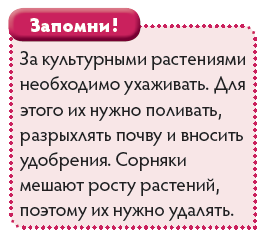 Запомни!
За культурными растениями
необходимо ухаживать. Для
этого их нужно поливать,
разрыхлять почву и вносить
удобрения. Сорняки
мешают росту растений,
поэтому их нужно удалять.